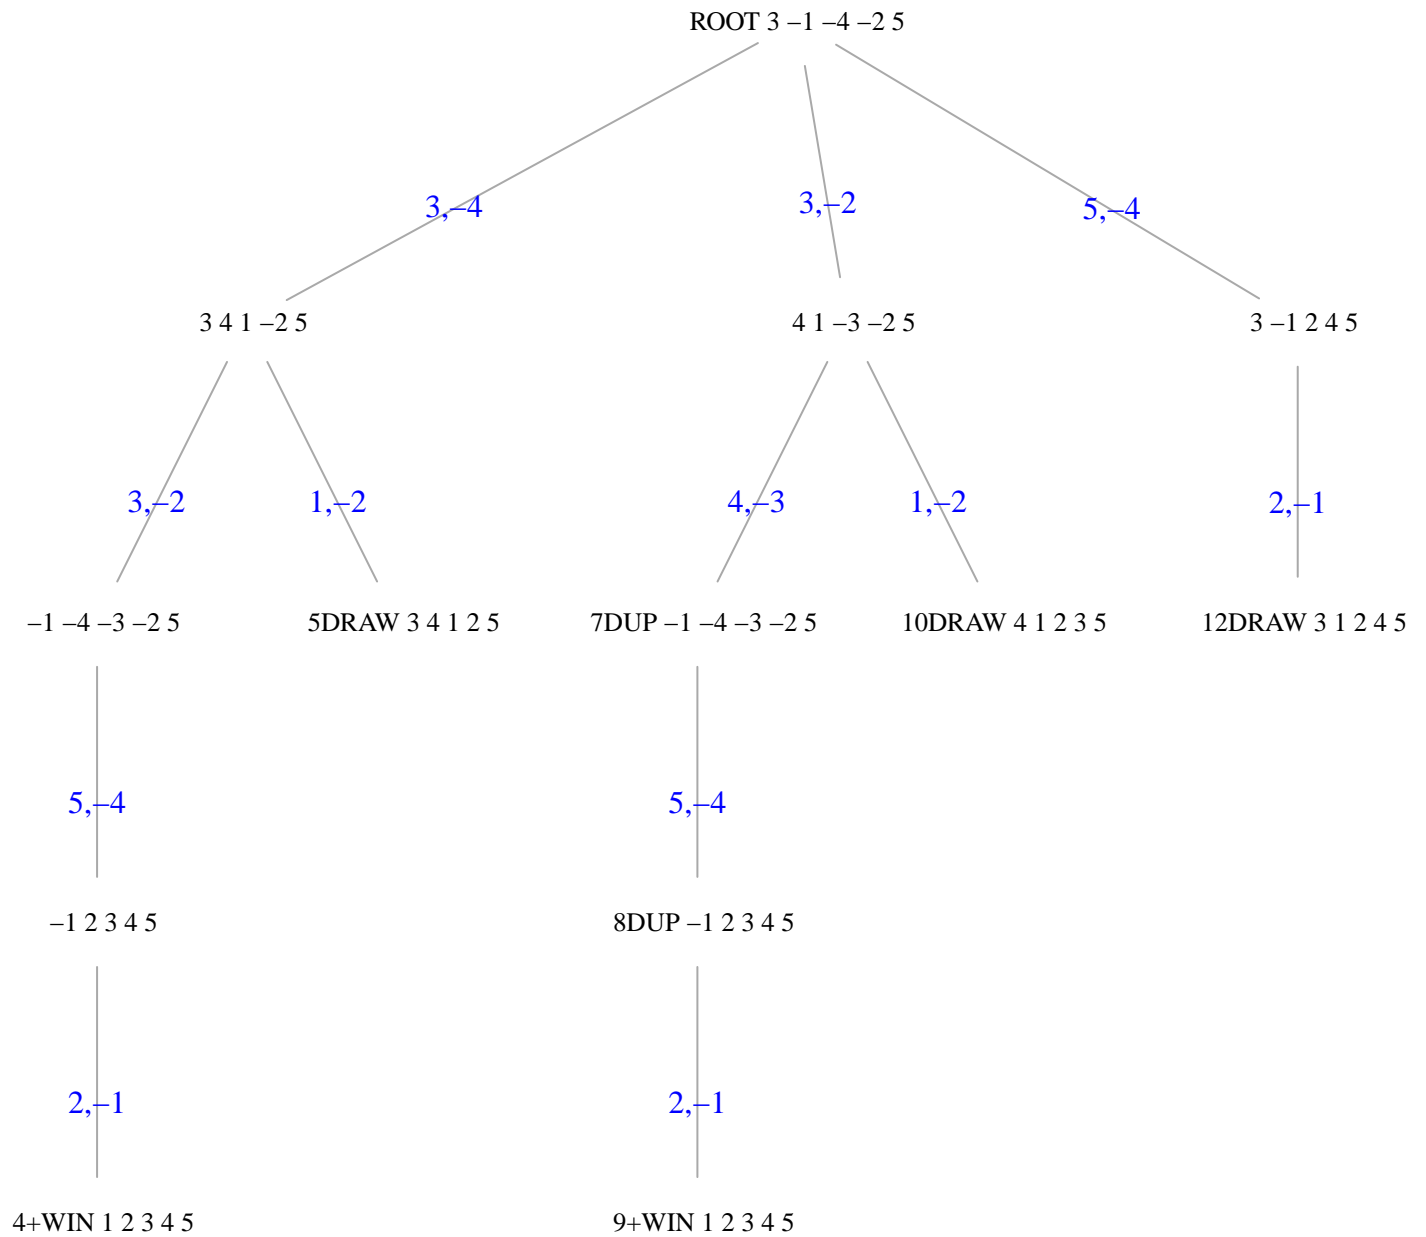 ROOT 3 –1 –4 –2 5
3,–4
3,–2
5,–4
3 4 1 –2 5
4 1 –3 –2 5
3 –1 2 4 5
3,–2
1,–2
4,–3
1,–2
2,–1
–1 –4 –3 –2 5
5DRAW 3 4 1 2 5
7DUP –1 –4 –3 –2 5
10DRAW 4 1 2 3 5
12DRAW 3 1 2 4 5
5,–4
5,–4
–1 2 3 4 5
8DUP –1 2 3 4 5
2,–1
2,–1
4+WIN 1 2 3 4 5
9+WIN 1 2 3 4 5